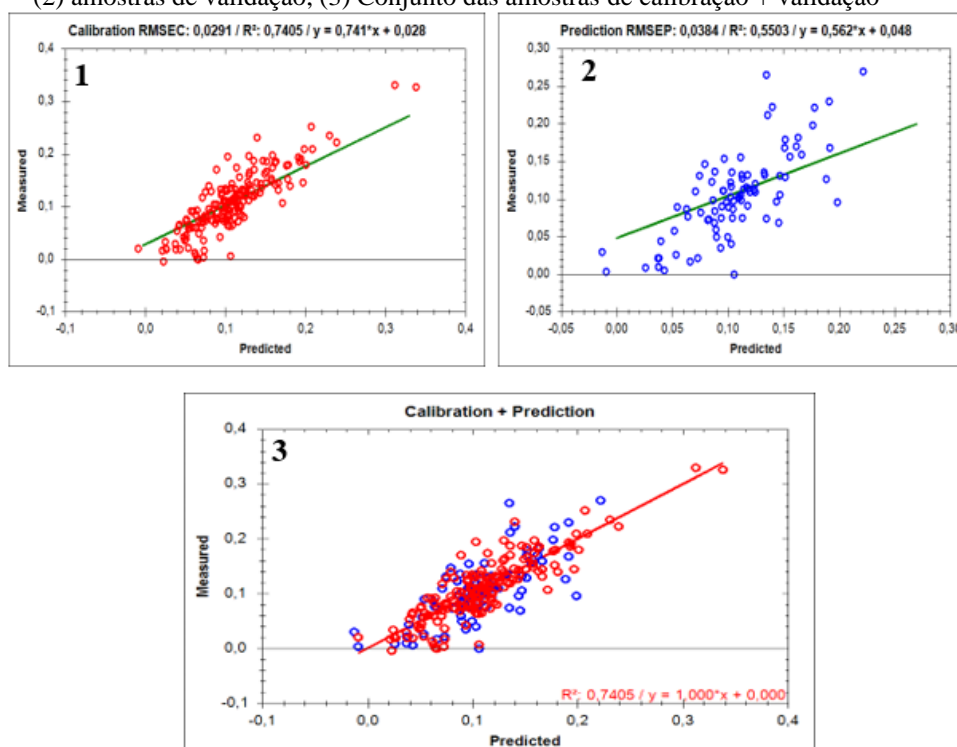 (2) amostras de validação; (3) Conjunto das amostras de calibração + validação
Calibration RMSEC: 0,0291 / R²: 0,7405 / y = 0,741*x + 0,028
1
Measured
0,4
0,3
0,2
0,1
0,0
-0,1
-0,1 0,0 0,1 0,2 0,3 0,4
Predicted
Prediction RMSEP: 0,0384 / R²: 0,5503 / y = 0,562*x + 0,048
2
Measured
0,30
0,25
0,20
0,15
0,10
0,05
0,00
-0,05
-0,05 0,00 0,05 0,10 0,15 0,20 0,25 0,30
Predicted
Calibration + Prediction
3
Measured
0,4
0,3
0,2
0,1
0,0
-0,1
R²: 0,7405 / y = 1,000*x + 0,000
-0,1 0,0 0,1 0,2 0,3 0,4
Predicted